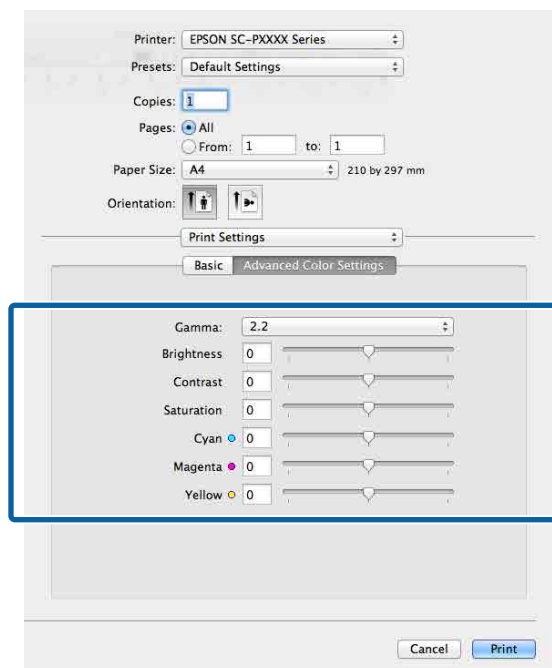 Printer: EPSON SC-PXXXX Series
Presets: Default Settings
Copies: 1
Pages: All
From: 1 to: 1
Paper Size: A4 210 by 297 mm
Orientation:
Print Settings
Basic Advanced Color Settings
Gamma: 2.2
Brightness 0
Contrast 0
Saturation 0
Cyan 0
Magenta 0
Yellow 0
Cancel Print